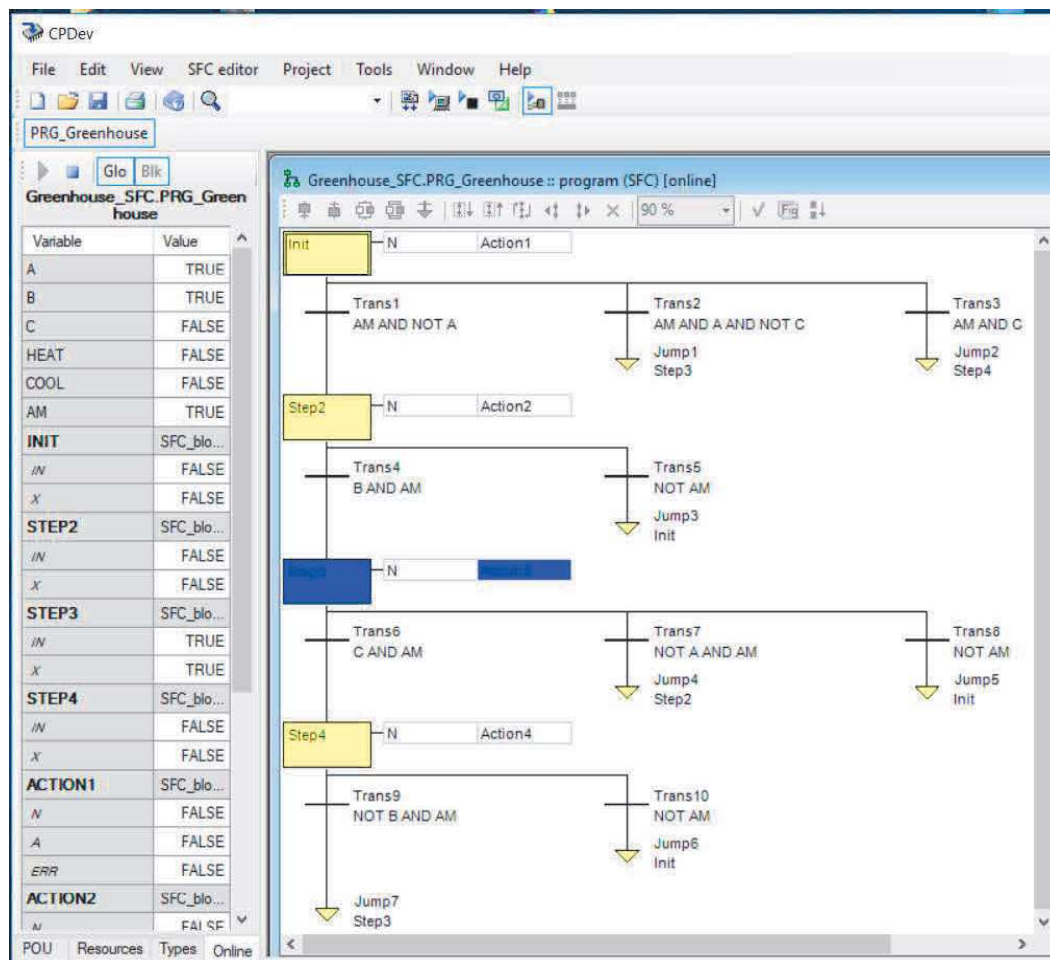 CPDev
File Edit View SFC editor Project Tools Window Help
PRG_Greenhouse
Glo Blk
Greenhouse_SFC.PRG_Green
house
Variable Value
A TRUE
B TRUE
C FALSE
HEAT FALSE
COOL FALSE
AM TRUE
INIT SFC_blo...
IN FALSE
X FALSE
STEP2 SFC_blo...
IN FALSE
X FALSE
STEP3 SFC_blo...
IN TRUE
X TRUE
STEP4 SFC_blo...
IN FALSE
X FALSE
ACTION1 SFC_blo...
N FALSE
A FALSE
ERR FALSE
ACTION2 SFC_blo...
N FALSE
POU Resources Types Online
Greenhouse_SFC.PRG_Greenhouse :: program (SFC) [online]
90 % Fig
Init N Action1
Trans1 Trans2 Trans3
AM AND NOT A AM AND A AND NOT C AM AND C
Jump1 Jump2
Step3 Step4
Step2 N Action2
Trans4 Trans5
B AND AM NOT AM
Jump3
Init
N
Trans6 Trans7 Trans8
C AND AM NOT A AND AM NOT AM
Jump4 Jump5
Step2 Init
Step4 N Action4
Trans9 Trans10
NOT B AND AM NOT AM
Jump6
Init
Jump7
Step3